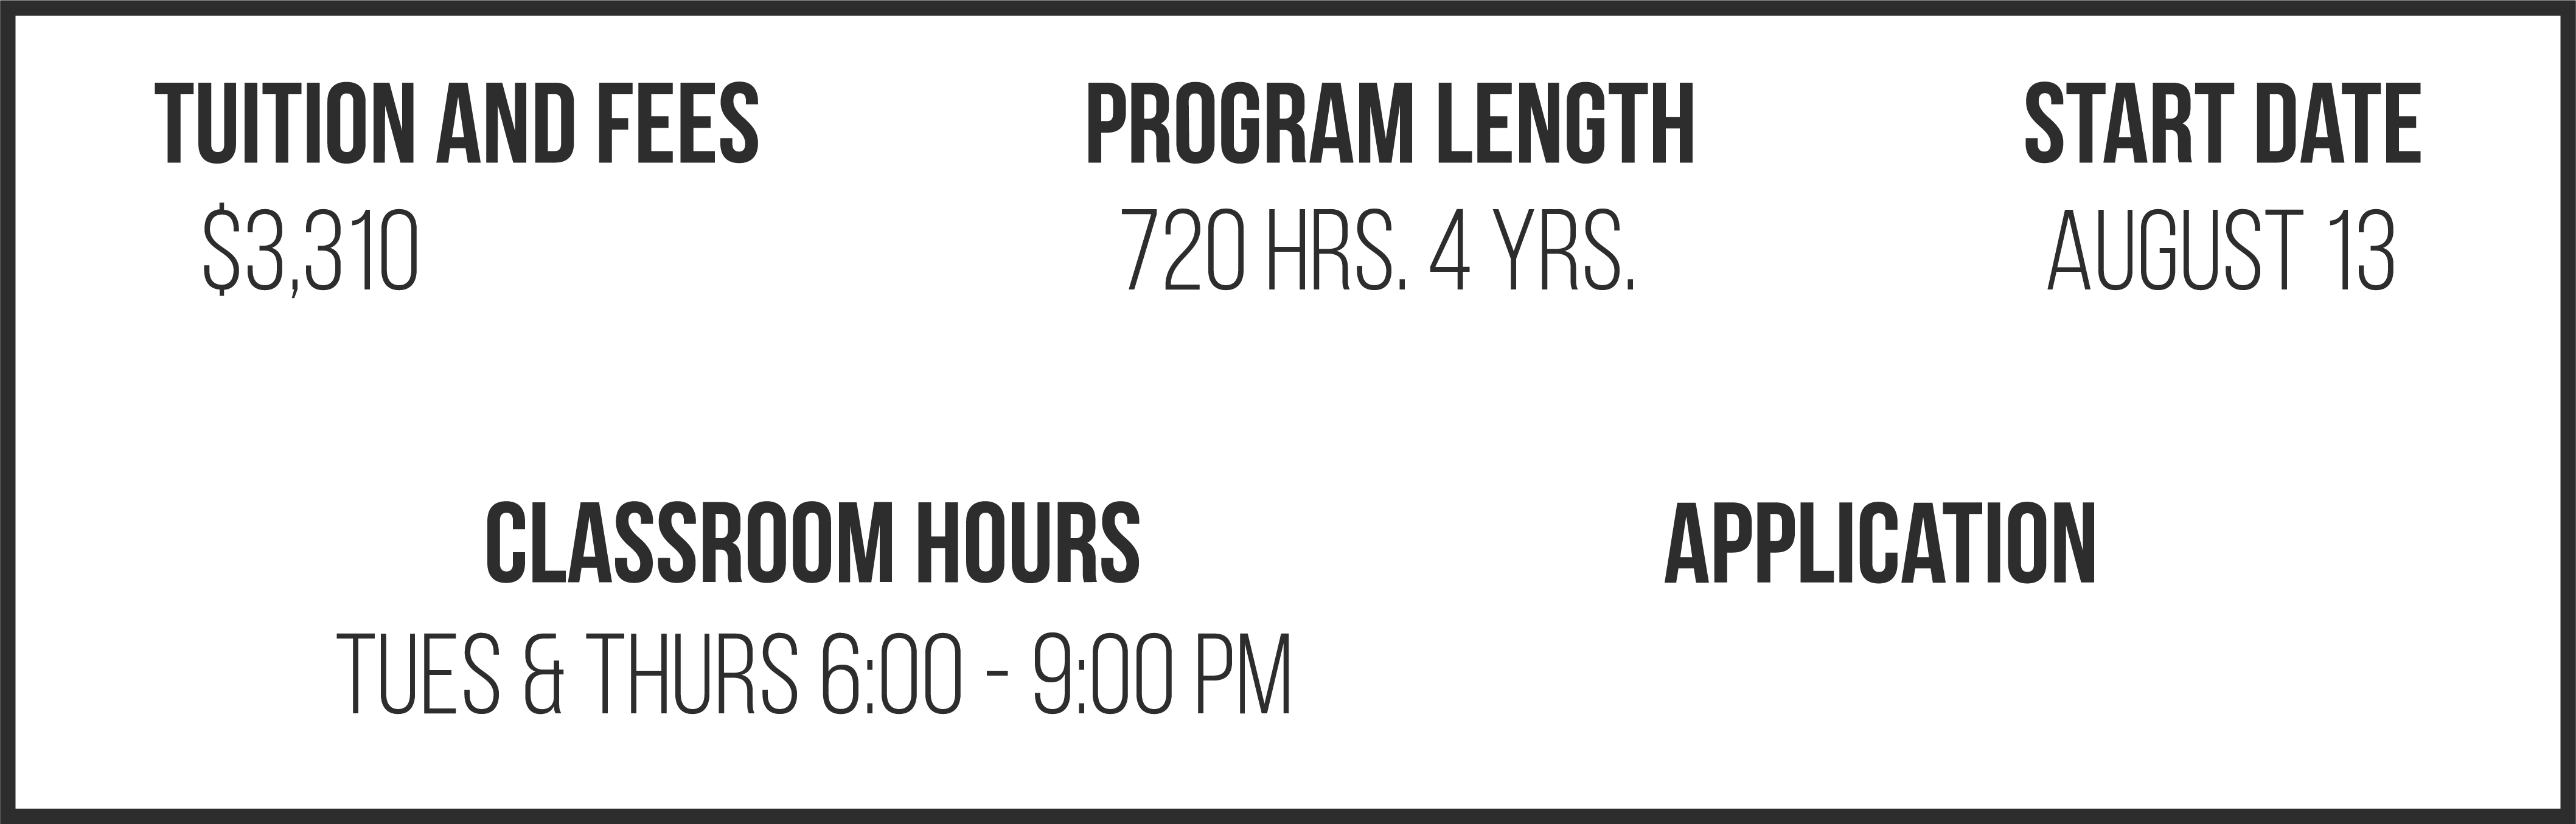 TUITION AND FEES
$3,310
PROGRAM LENGTH
720 HRS. 4 YRS.
START DATE
AUGUST 13
CLASSROOM HOURS
TUES & THURS 6:00 - 9:00 PM
APPLICATION